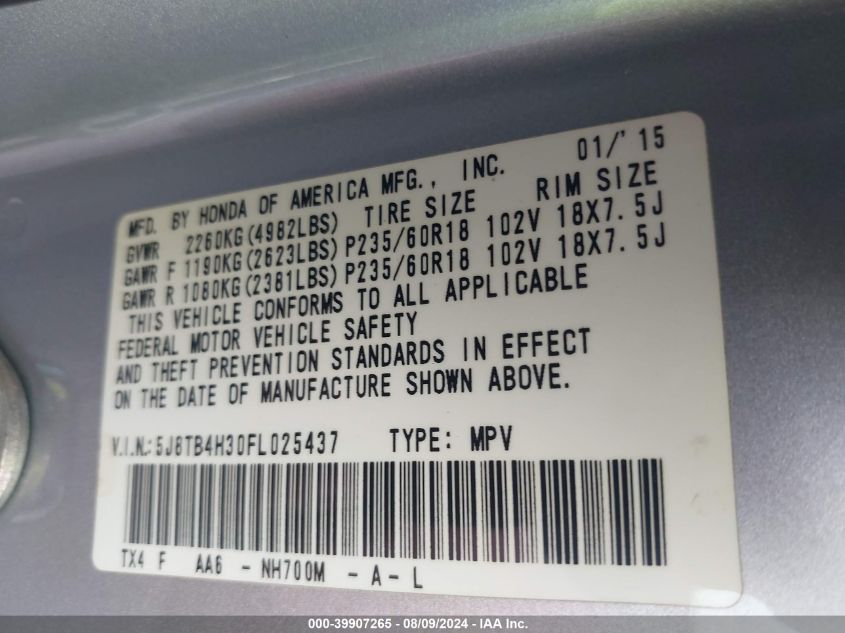 01/'15
MFD. BY HONDA OF AMERICA MFG., INC.
GVWR 2260KG(4982LBS) TIRE SIZE RIM SIZE
GAWR F 1190KG(2623LBS) P235/60R18 102V 18X7.5J
GAWR R 1080KG(2381LBS) P235/60R18 102V 18X7.5J
THIS VEHICLE CONFORMS TO ALL APPLICABLE
FEDERAL MOTOR VEHICLE SAFETY
AND THEFT PREVENTION STANDARDS IN EFFECT
ON THE DATE OF MANUFACTURE SHOWN ABOVE.
V.I.N.:5J8TB4H30FL025437 TYPE: MPV
TX4 F AA6 - NH700M - A - L
000-39907265 - 08/09/2024 - IAA Inc.